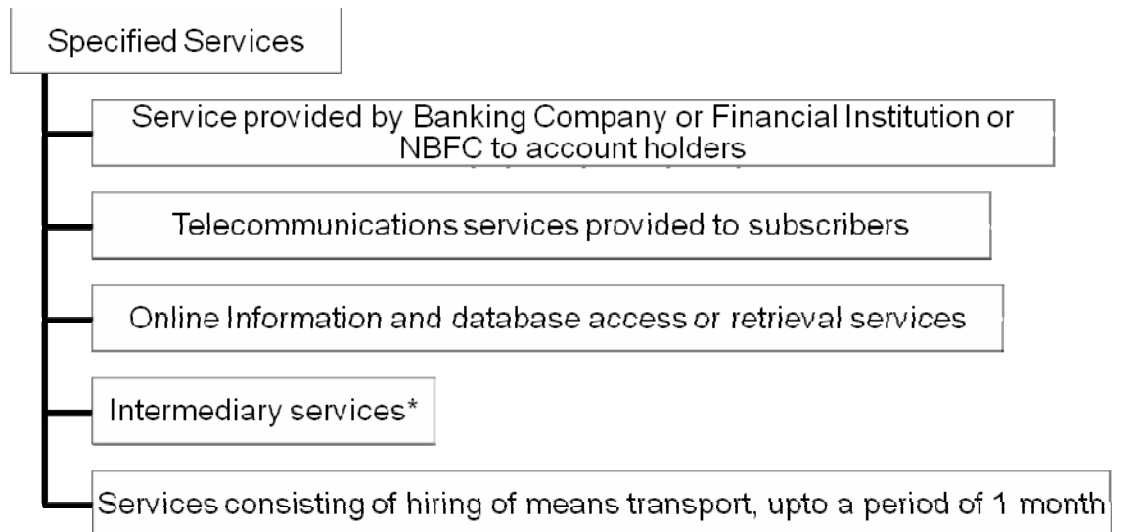 Specified Services
Service provided by Banking Company or Financial Institution or
NBFC to account holders
Telecommunications services provided to subscribers
Online Information and database access or retrieval services
Intermediary services*
Services consisting of hiring of means transport, upto a period of 1 month